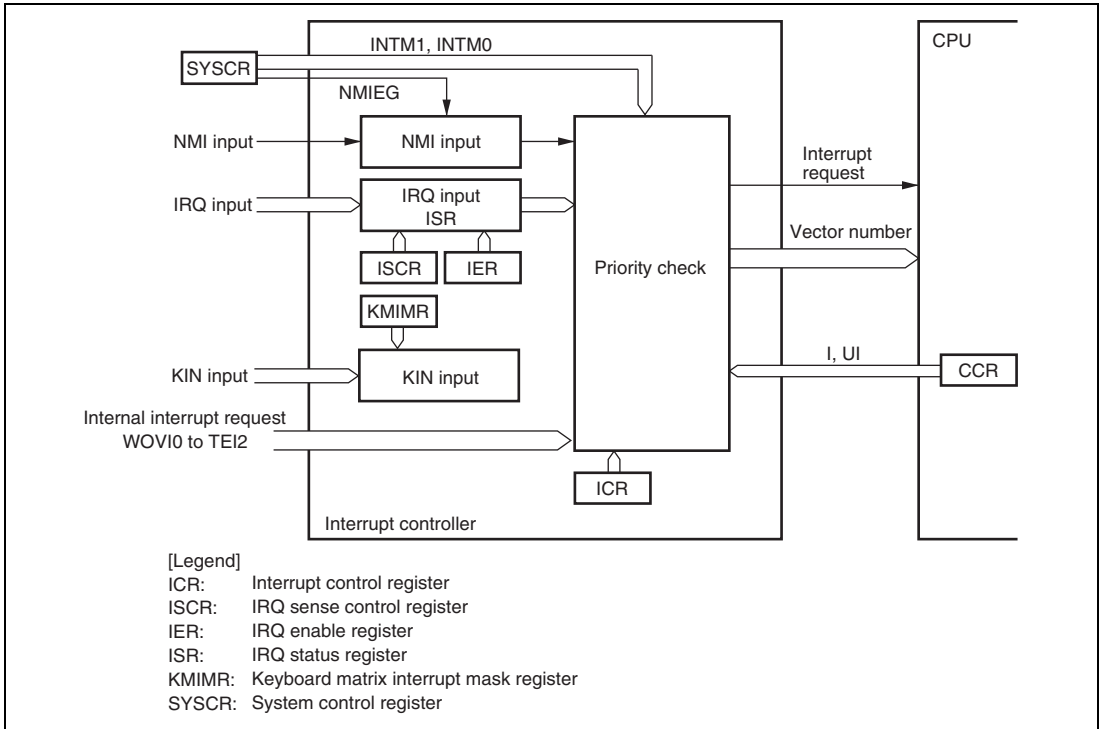 CPU
INTM1, INTM0
SYSCR
NMIEG
NMI input
NMI input
Interrupt
request
IRQ input
IRQ input
ISR
Vector number
ISCR
IER
Priority check
KMIMR
I, UI
CCR
KIN input
KIN input
Internal interrupt request
WOVI0 to TEI2
ICR
Interrupt controller
[Legend]
ICR: Interrupt control register
ISCR: IRQ sense control register
IER: IRQ enable register
ISR: IRQ status register
KMIMR: Keyboard matrix interrupt mask register
SYSCR: System control register